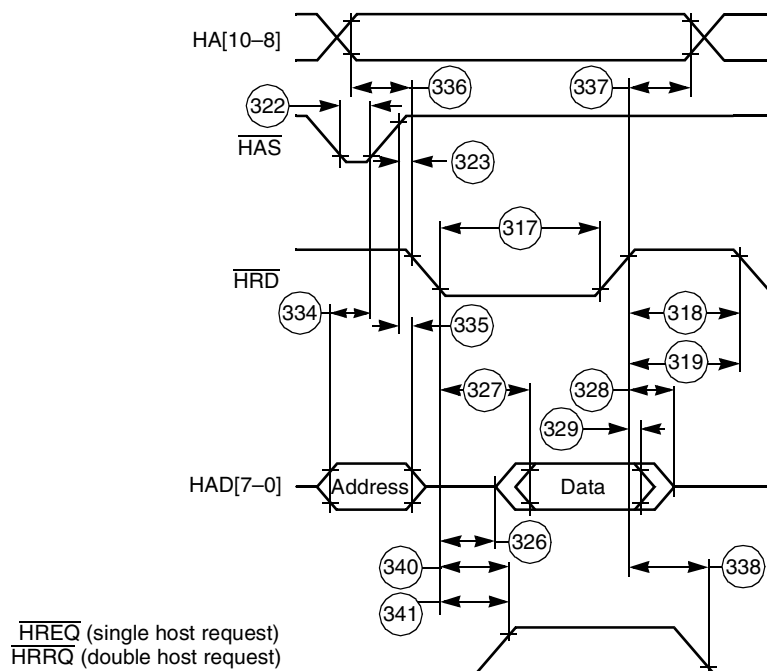 HA[10–8]
336
337
322
HAS
323
317
HRD
334
335
318
319
327
328
329
HAD[7–0]
Address
Data
326
340
338
341
HREQ (single host request)
HRRQ (double host request)